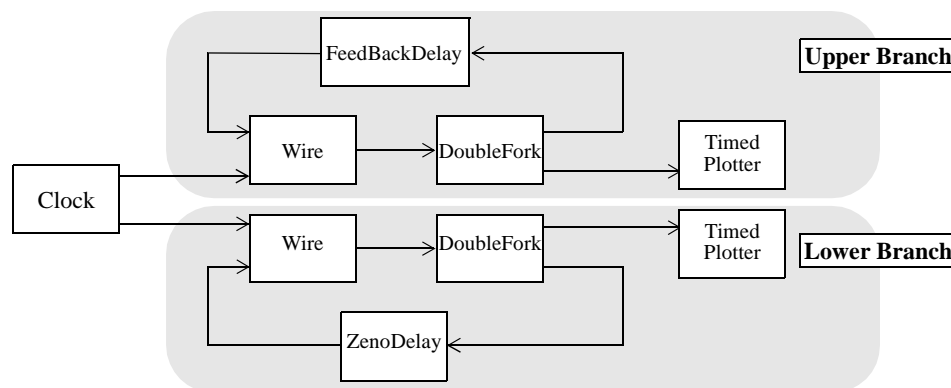 FeedBackDelay
Upper Branch
Wire
DoubleFork
Timed
Plotter
Clock
Wire
DoubleFork
Timed
Plotter
Lower Branch
ZenoDelay